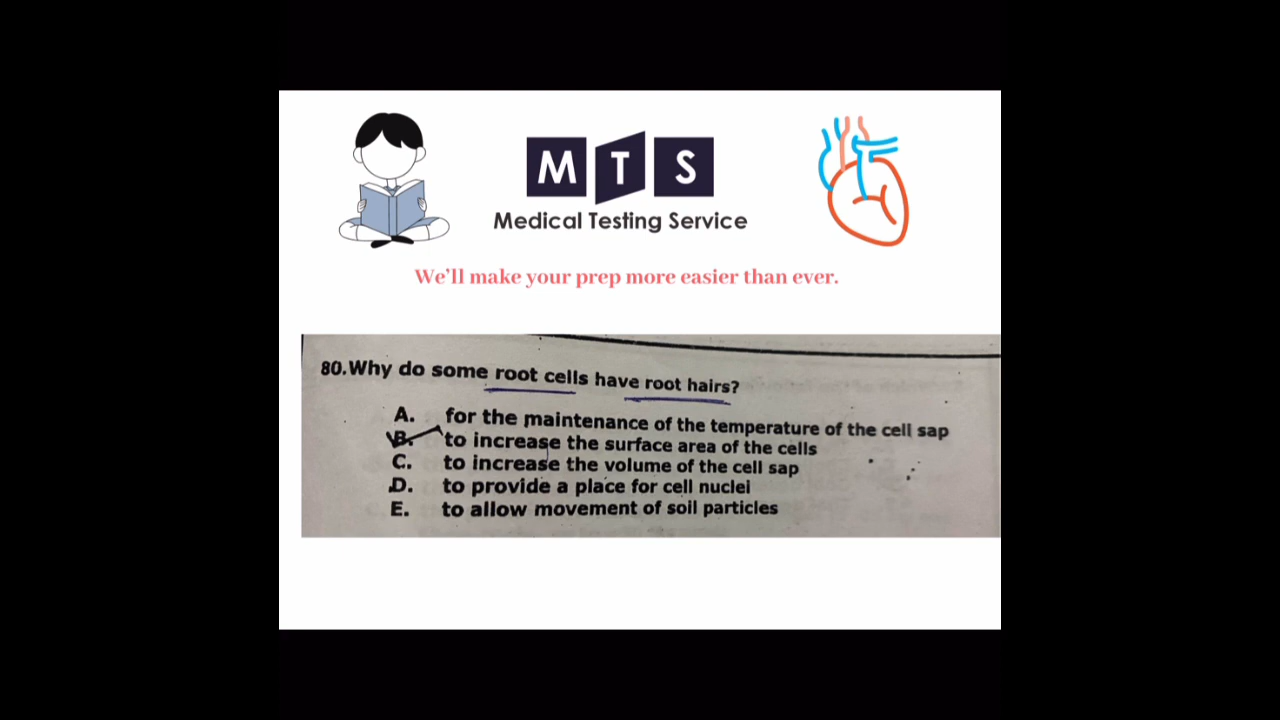 M T S
Medical Testing Service
We'll make your prep more easier than ever.
80.Why do some root cells have root hairs?
A. for the maintenance of the temperature of the cell sap
B. to increase the surface area of the cells
C. to increase the volume of the cell sap
D. to provide a place for cell nuclei
E. to allow movement of soil particles